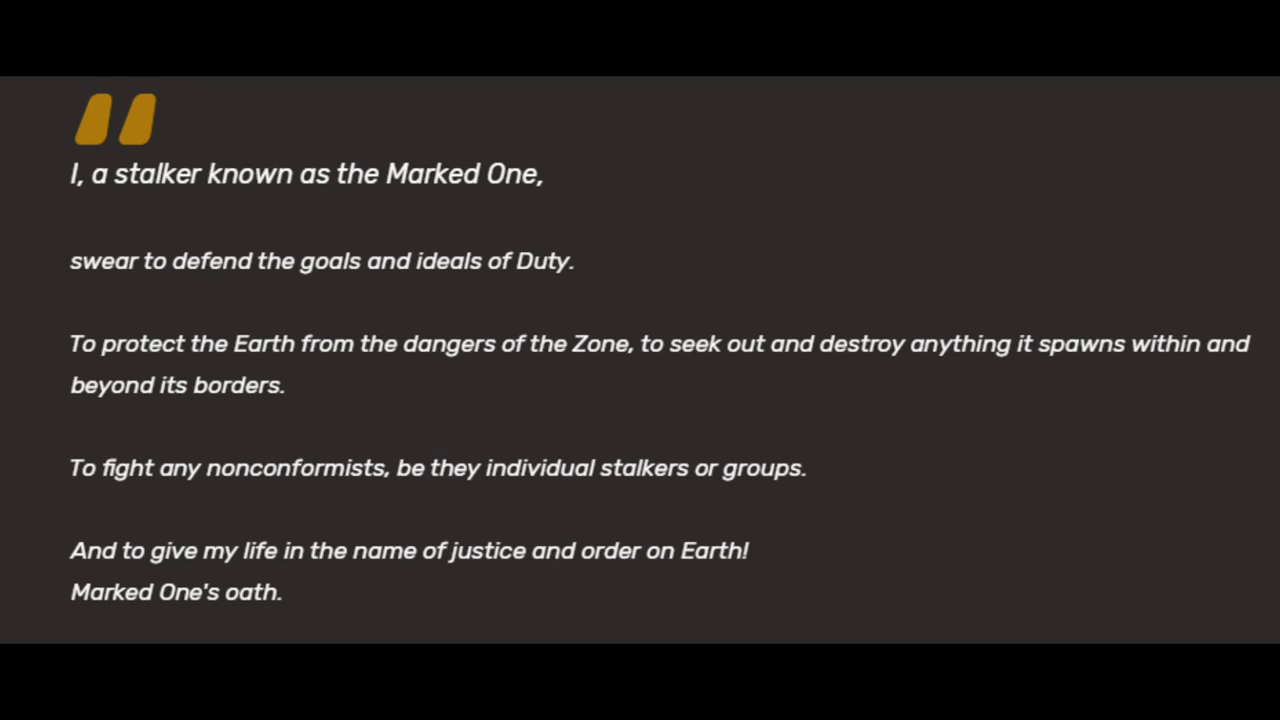 I, a stalker known as the Marked One,
swear to defend the goals and ideals of Duty.
To protect the Earth from the dangers of the Zone, to seek out and destroy anything it spawns within and
beyond its borders.
To fight any nonconformists, be they individual stalkers or groups.
And to give my life in the name of justice and order on Earth!
Marked One's oath.